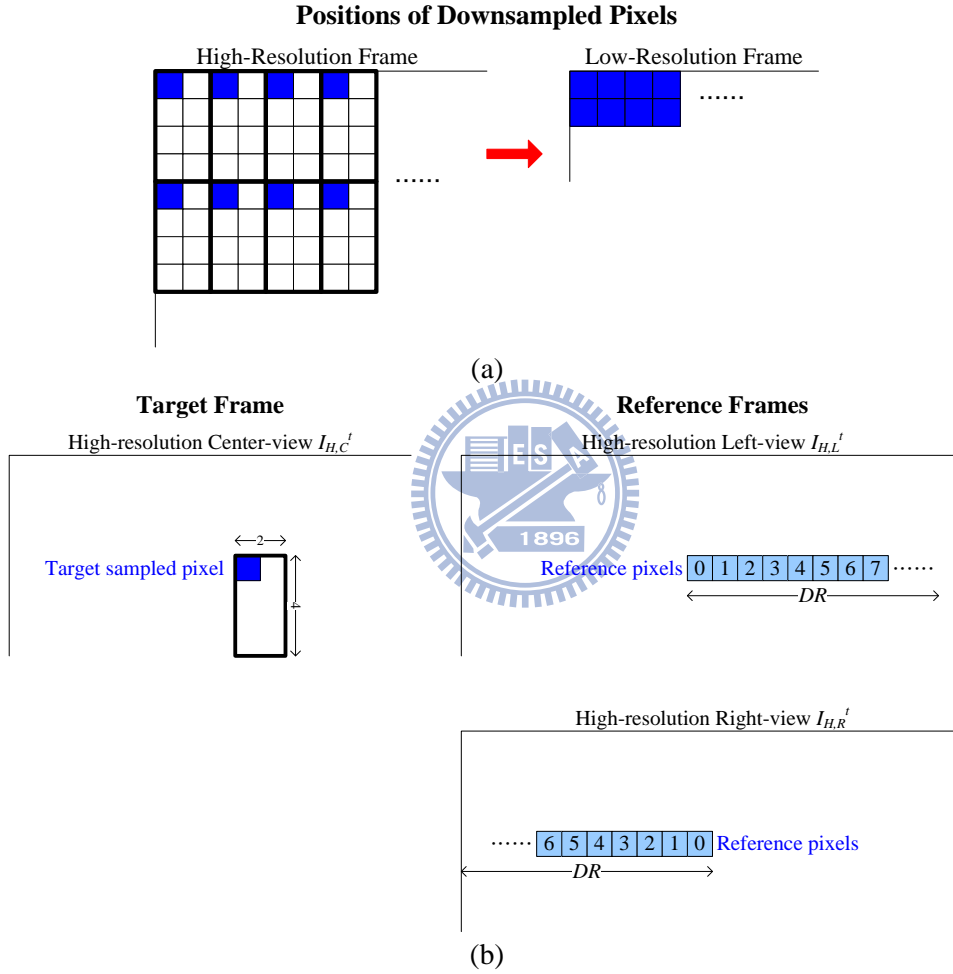 Positions of Downsampled Pixels
High-Resolution Frame
Low-Resolution Frame
......
......
(a)
Target Frame
Reference Frames
High-resolution Center-view I_{H,C}^t
High-resolution Left-view I_{H,L}^t
E S A
1896
2
4
Target sampled pixel
Reference pixels
0 1 2 3 4 5 6 7 ......
DR
High-resolution Right-view I_{H,R}^t
...... 6 5 4 3 2 1 0
Reference pixels
DR
(b)